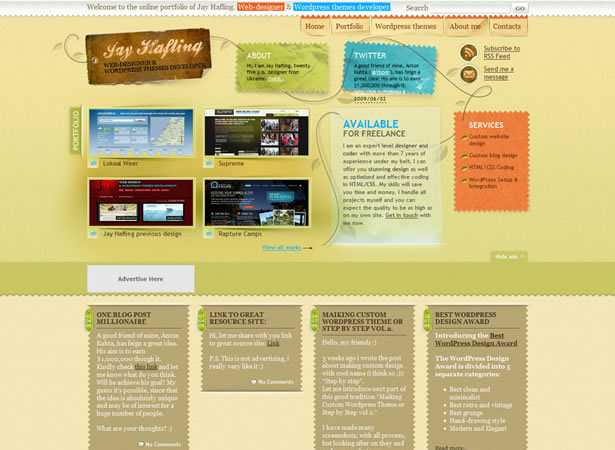 Welcome to the online portfolio of Jay Hafling. Web-designer & Wordpress themes developer
Search
GO
Home
Portfolio
Wordpress themes
About me
Contacts
Jay Hafling
WEB-DESIGNER &
WORDPRESS THEMES DEVELOPER
ABOUT
Hi, I am Jay Hafling, twenty
five y.o. designer from
Ukraine. More...
TWITTER
A good friend of mine, Anton
great idea! His aim is to earn
$1,000,000 through it:
2009/06/02
Subscribe to
RSS Feed
Send me a
message
PORTFOLIO
Lokaal Weer
Supreme
Jay Hafling previous design
Rapture Camps
View all works
AVAILABLE
FOR FREELANCE
I am an expert level designer and
coder with more than 7 years of
experience under my belt. I can
offer you stunning design as well
as optimized and effective coding
in HTML/CSS. My skills will save
you time and money. I handle all
projects myself and you can
expect the quality to be as high as
on my own site. Get in touch with
me now.
SERVICES
Custom website
design
Custom blog design
HTML/CSS Coding
WordPress Setup &
Integration
Hide ads
Advertise Here
ONE BLOG POST
MILLIONAIRE
A good friend of mine, Anton
Kuhta, has feign a great idea.
His aim is to earn
$1,000,000 though it.
Kindly check this link and let
me know what do you think.
Will be achieve his goal? My
guess it's possible, since that
the idea is absolutely unique
and may be of interest for a
huge number of people.
What are your thoughts? :)
No Comments
LINK TO GREAT
RESOURCE SITE:
Hi, let me share with you link
to great source site: Link
P.S. This is not advertising, i
really very like it :)
No Comments
MAIKING CUSTOM
WORDPRESS THEME OR
STEP BY STEP VOL 2.
Hello, my friends :)
3 weeks ago i wrote the post
about making custom design
with cool name (i think so ;)):
"Step by step".
Let me introduce next part of
this good tradition "Maiking
Custom Wordpress Theme or
Step by Step vol 2."
I have made many
screenshots, with all process,
but looking after on they and
BEST WORDPRESS
DESIGN AWARD
Introducing the Best
WordPress Design Award
The WordPress Design
Award is divided into 5
separate categories:
Best clean and
minimalist
Best retro and vintage
Best grunge
Hand-drawing style
Modern and Elegant
Read more...